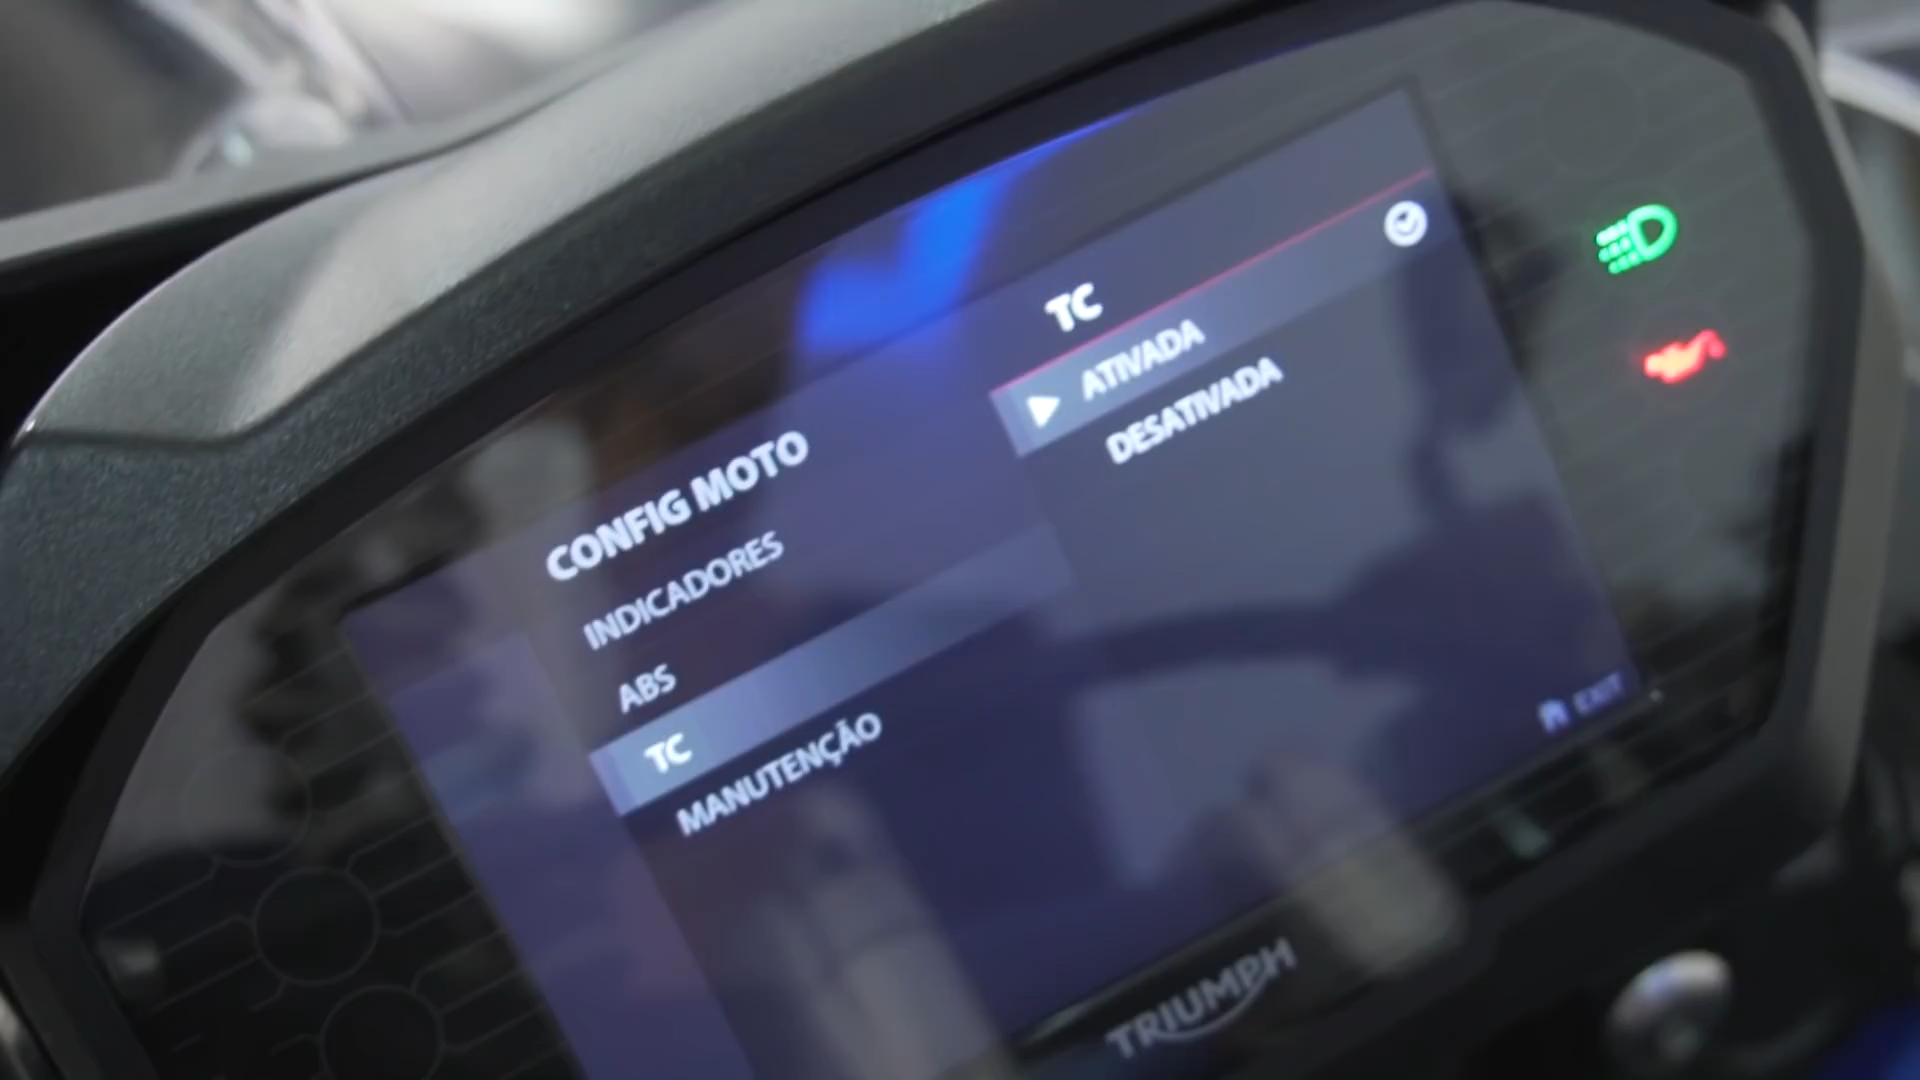 CONFIG MOTO
INDICADORES
ABS
TC
MANUTENÇÃO
TC
ATIVADA
DESATIVADA
EXIT
TRIUMPH